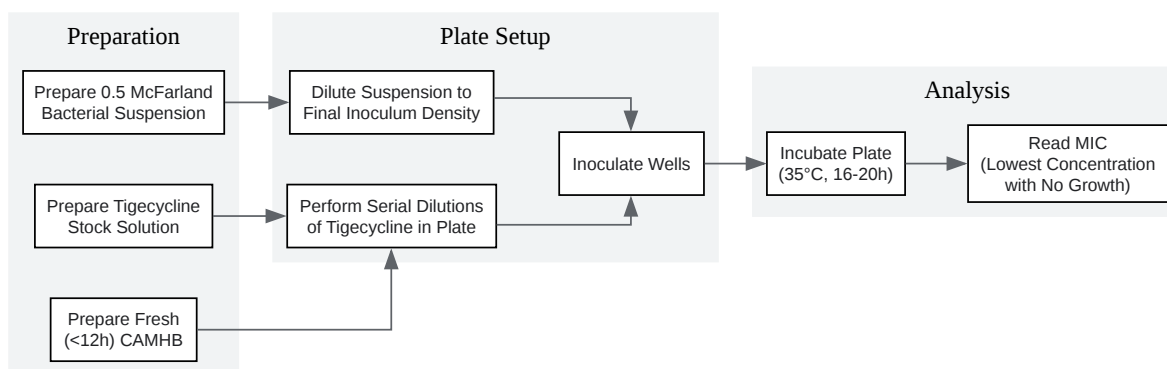 Preparation
Prepare 0.5 McFarland
Bacterial Suspension
Prepare Tigecycline
Stock Solution
Prepare Fresh
(<12h) CAMHB
Plate Setup
Dilute Suspension to
Final Inoculum Density
Perform Serial Dilutions
of Tigecycline in Plate
Inoculate Wells
Analysis
Incubate Plate
(35°C, 16-20h)
Read MIC
(Lowest Concentration
with No Growth)